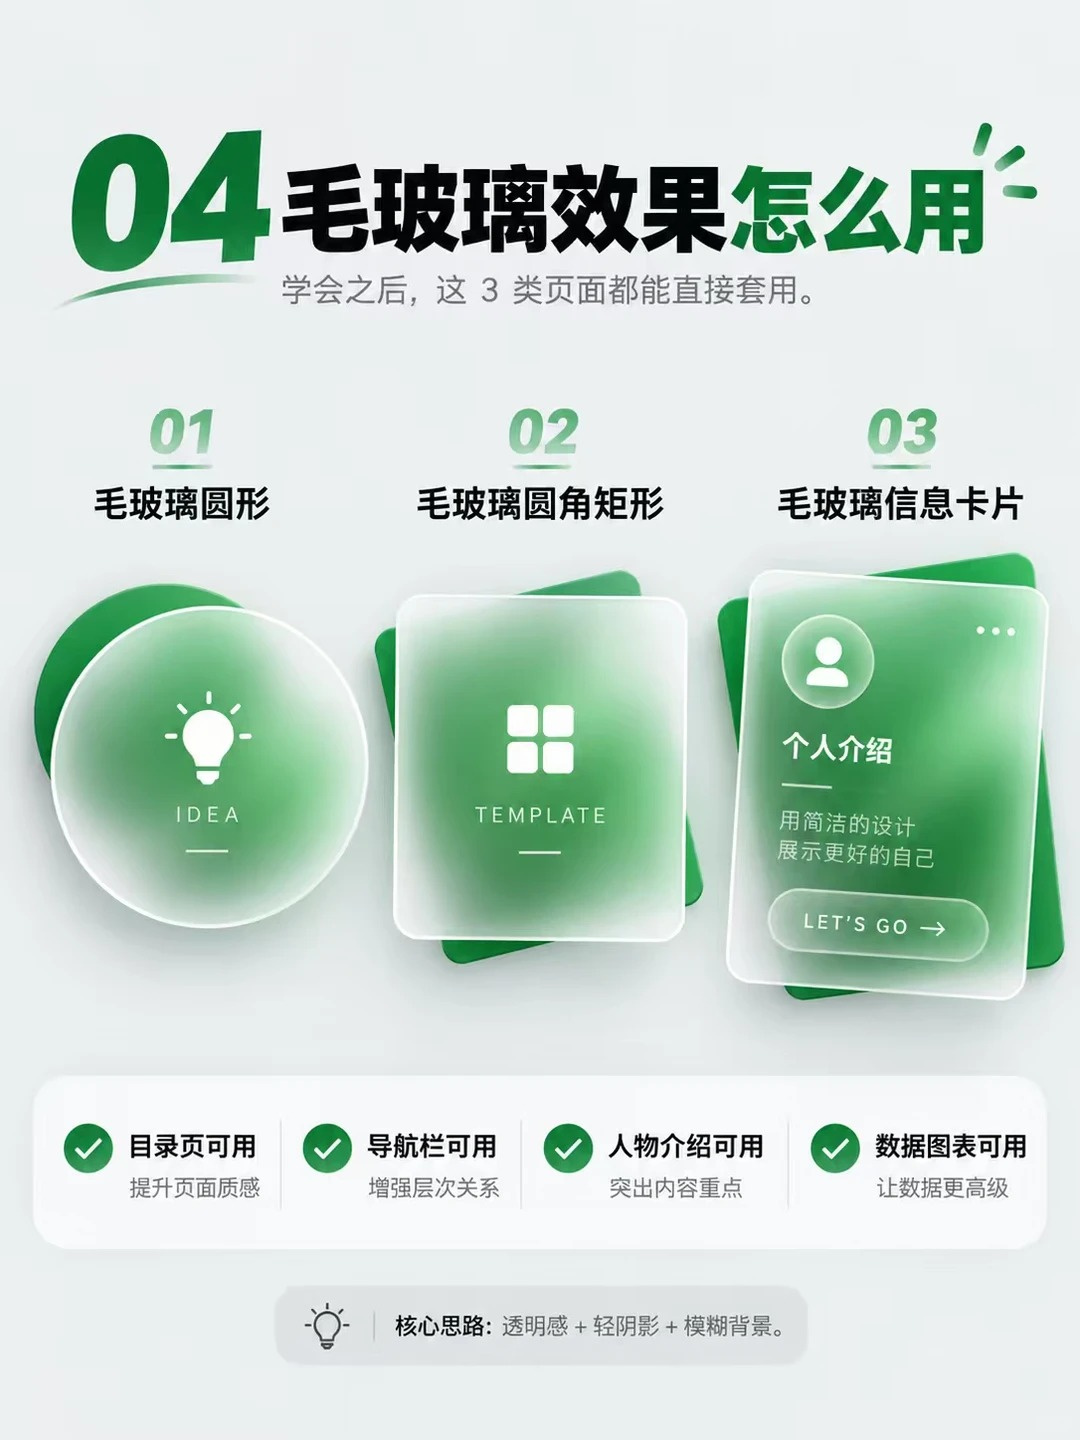 04 毛玻璃效果怎么用
学会之后，这 3 类页面都能直接套用。
01
毛玻璃圆形
02
毛玻璃圆角矩形
03
毛玻璃信息卡片
IDEA
TEMPLATE
个人介绍
用简洁的设计
展示更好的自己
LET'S GO →
目录页可用
提升页面质感
导航栏可用
增强层次关系
人物介绍可用
突出内容重点
数据图表可用
让数据更高级
核心思路：透明感 + 轻阴影 + 模糊背景。